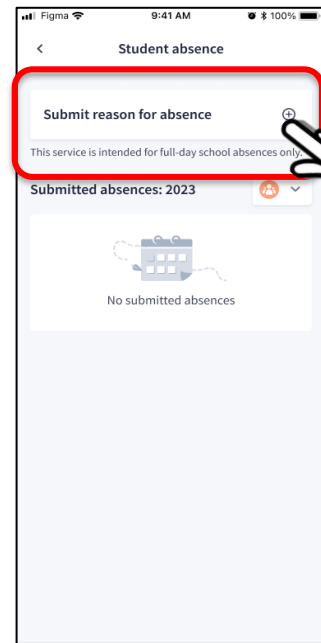 Figma 9:41 AM 100%
Student absence
Submit reason for absence
This service is intended for full-day school absences only.
Submitted absences: 2023
No submitted absences